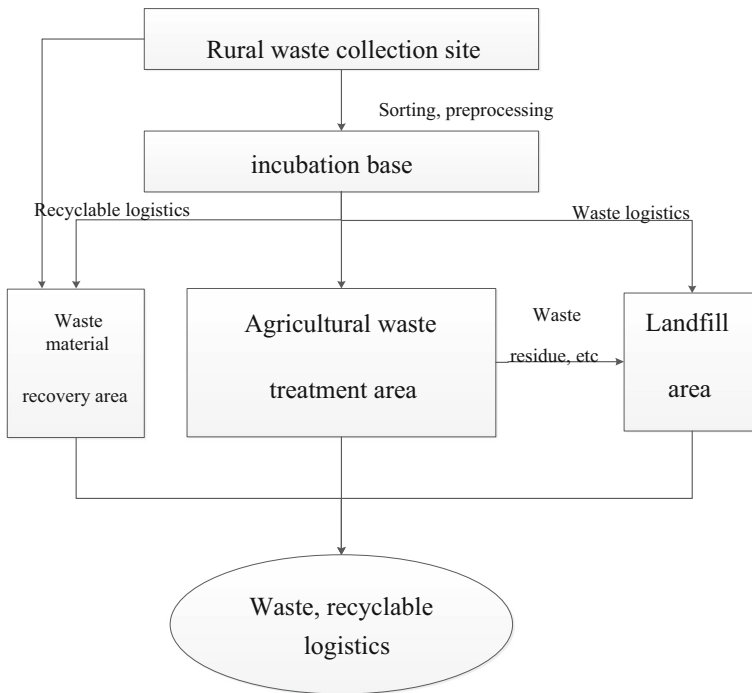 Rural waste collection site
Sorting, preprocessing
incubation base
Recyclable logistics
Waste logistics
Waste
material
recovery area
Agricultural waste
treatment area
Waste
residue, etc
Landfill
area
Waste, recyclable
logistics